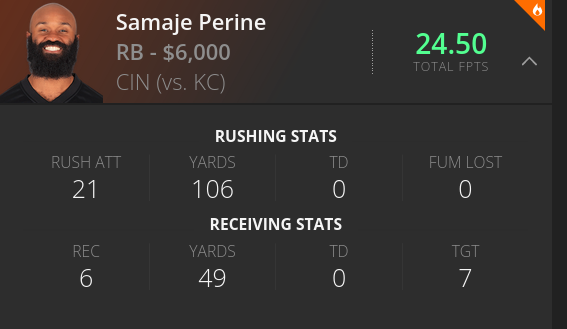 Samaje Perine
RB - $6,000
CIN (vs. KC)
24.50
TOTAL FPTS
RUSHING STATS
RUSH ATT YARDS TD FUM LOST
21 106 0 0
RECEIVING STATS
REC YARDS TD TGT
6 49 0 7